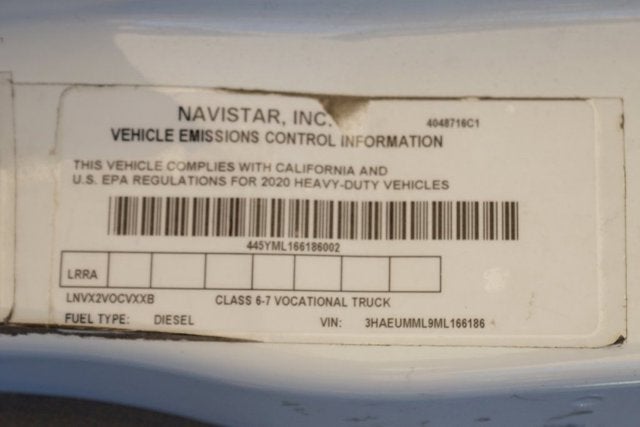 NAVISTAR, INC.
4048716C1
VEHICLE EMISSIONS CONTROL INFORMATION
THIS VEHICLE COMPLIES WITH CALIFORNIA AND
U.S. EPA REGULATIONS FOR 2020 HEAVY-DUTY VEHICLES
445YML166186002
LRRA
LNVX2VOCVXXB CLASS 6-7 VOCATIONAL TRUCK
FUEL TYPE: DIESEL VIN: 3HAEUMML9ML166186